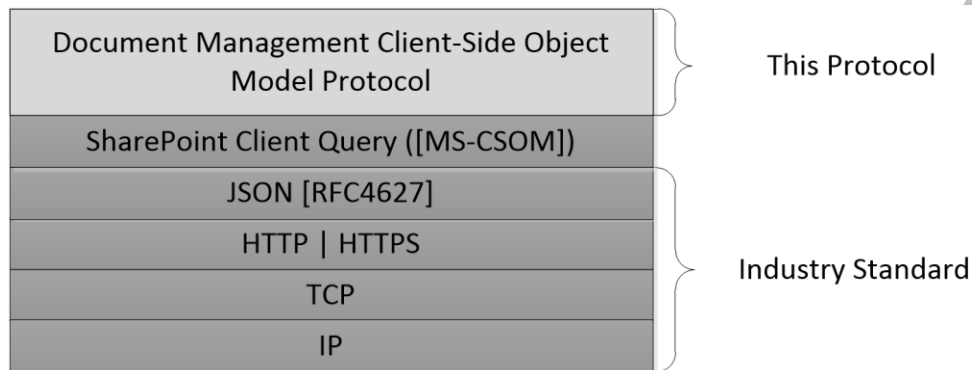 Document Management Client-Side Object
Model Protocol
This Protocol
SharePoint Client Query ([MS-CSOM])
JSON [RFC4627]
HTTP | HTTPS
Industry Standard
TCP
IP